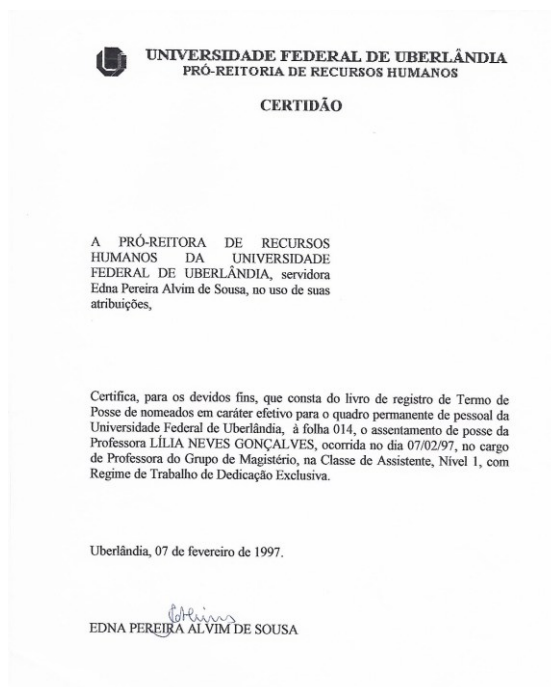 UNIVERSIDADE FEDERAL DE UBERLÂNDIA
PRÓ-REITORIA DE RECURSOS HUMANOS
CERTIDÃO
A PRÓ-REITORA DE RECURSOS
HUMANOS DA UNIVERSIDADE
FEDERAL DE UBERLÂNDIA, servidora
Edna Pereira Alvim de Sousa, no uso de suas
atribuições,
Certifica, para os devidos fins, que consta do livro de registro de Termo de
Posse de nomeados em caráter efetivo para o quadro permanente de pessoal da
Universidade Federal de Uberlândia, à folha 014, o assentamento de posse da
Professora LÍLIA NEVES GONÇALVES, ocorrida no dia 07/02/97, no cargo
de Professora do Grupo de Magistério, na Classe de Assistente, Nível 1, com
Regime de Trabalho de Dedicação Exclusiva.
Uberlândia, 07 de fevereiro de 1997.
EDNA PEREIRA ALVIM DE SOUSA